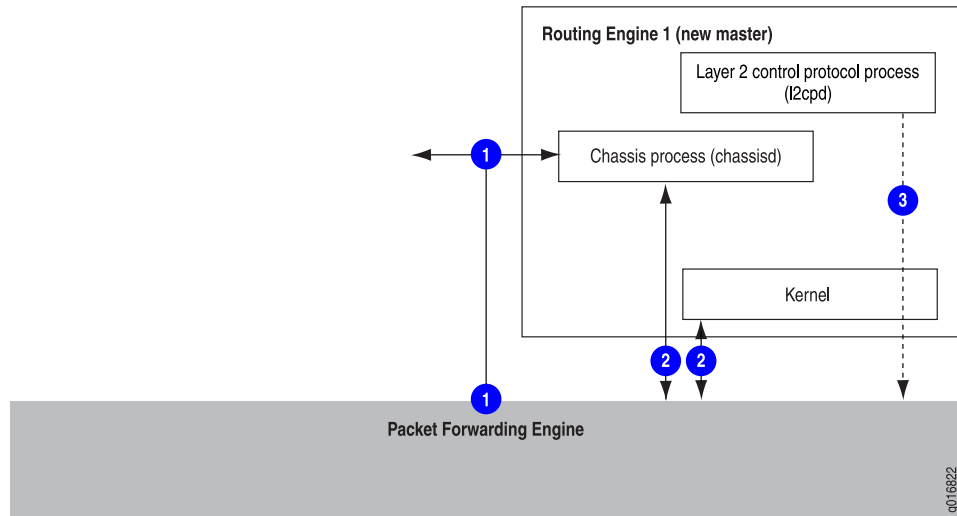 Routing Engine 1 (new master)
Layer 2 control protocol process
(l2cpd)
1
Chassis process (chassisd)
3
Kernel
2
2
1
Packet Forwarding Engine
g016822